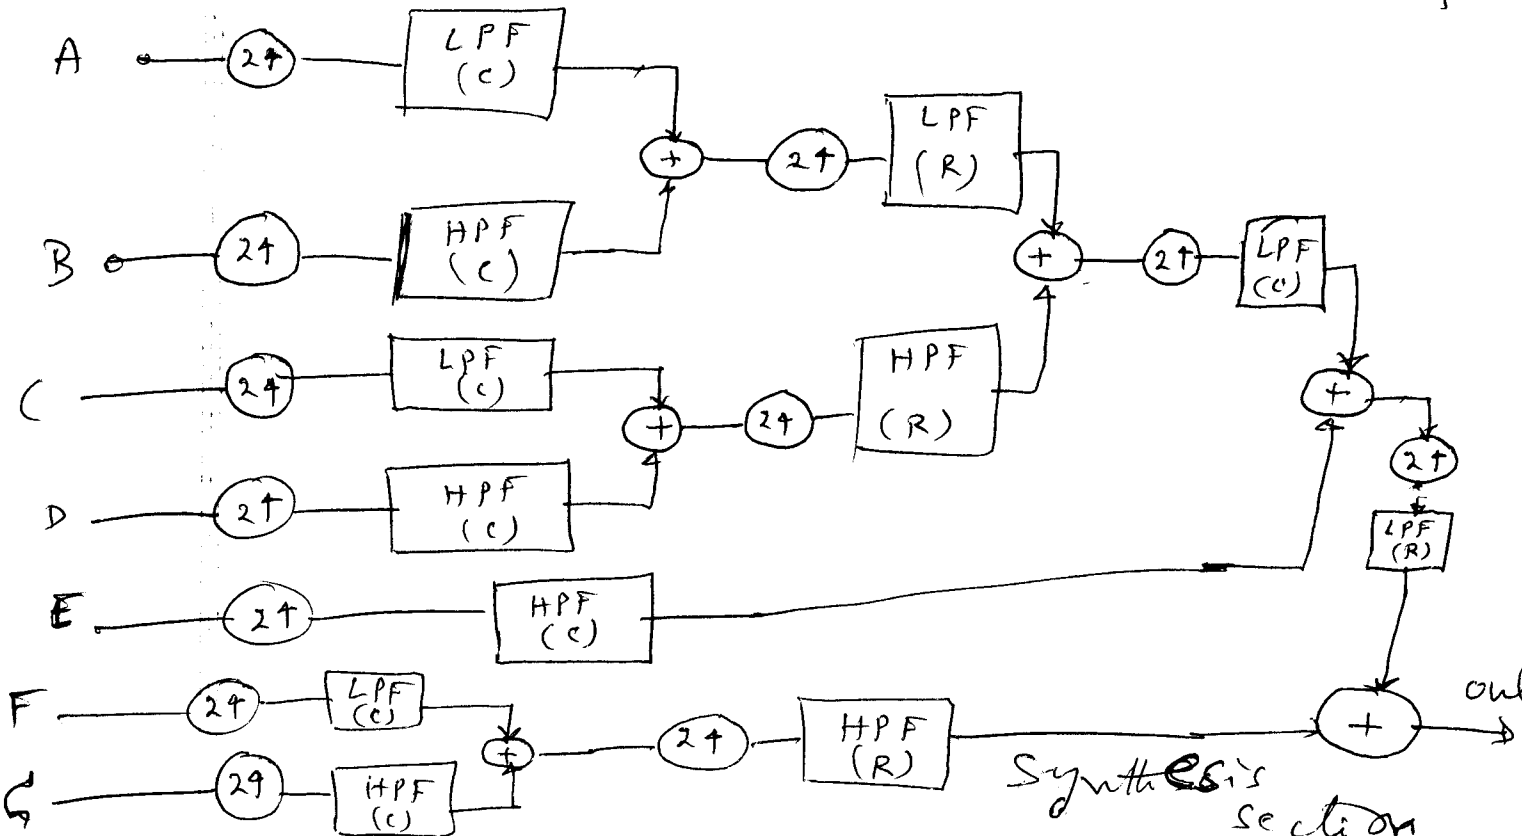 A 2↑ LPF (C)
+ 2↑ LPF (R)
B 2↑ HPF (C)
+ 2↑ LPF (C)
C 2↑ LPF (C)
+ 2↑ HPF (R)
+
2↑
D 2↑ HPF (C)
LPF (R)
E 2↑ HPF (C)
F 2↑ LPF (C)
+ 2↑ HPF (R)
+ out
G 2↑ HPF (C)
Synthesis
section